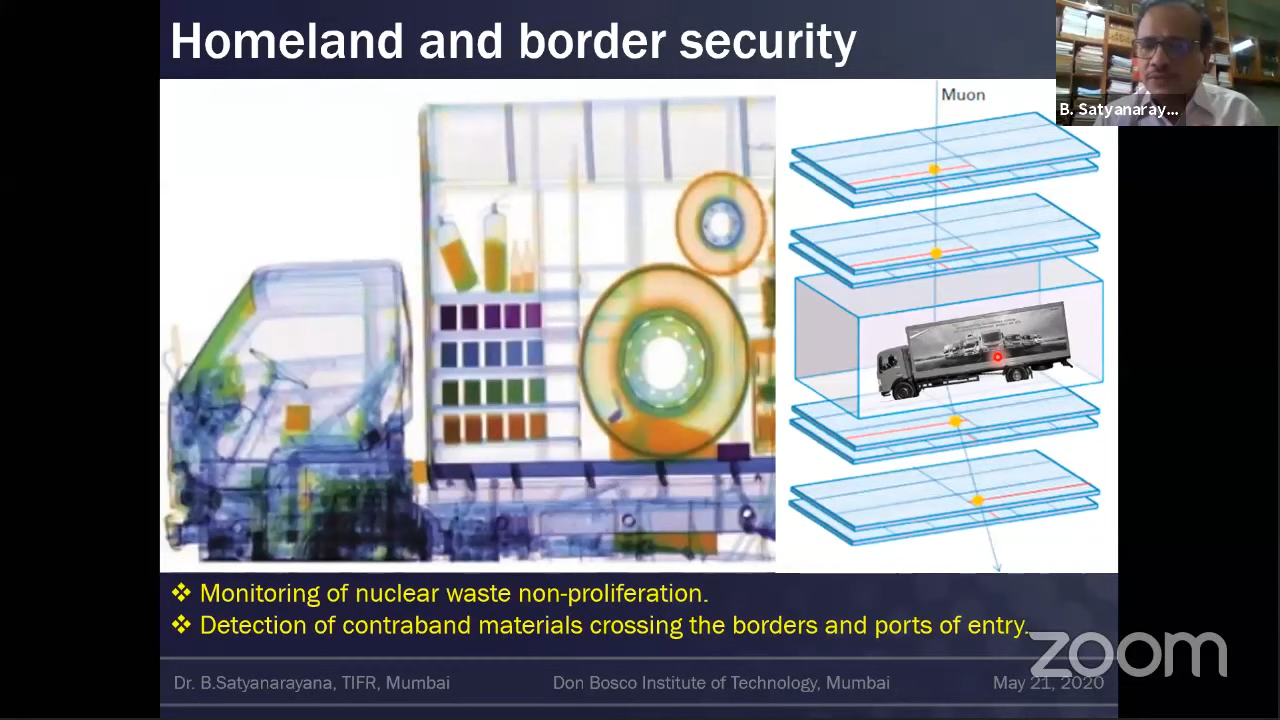 Homeland and border security
Muon
B. Satyanaray...
❖ Monitoring of nuclear waste non-proliferation.
❖ Detection of contraband materials crossing the borders and ports of entry.
zoom
Dr. B.Satyanarayana, TIFR, Mumbai
Don Bosco Institute of Technology, Mumbai
May 21, 2020